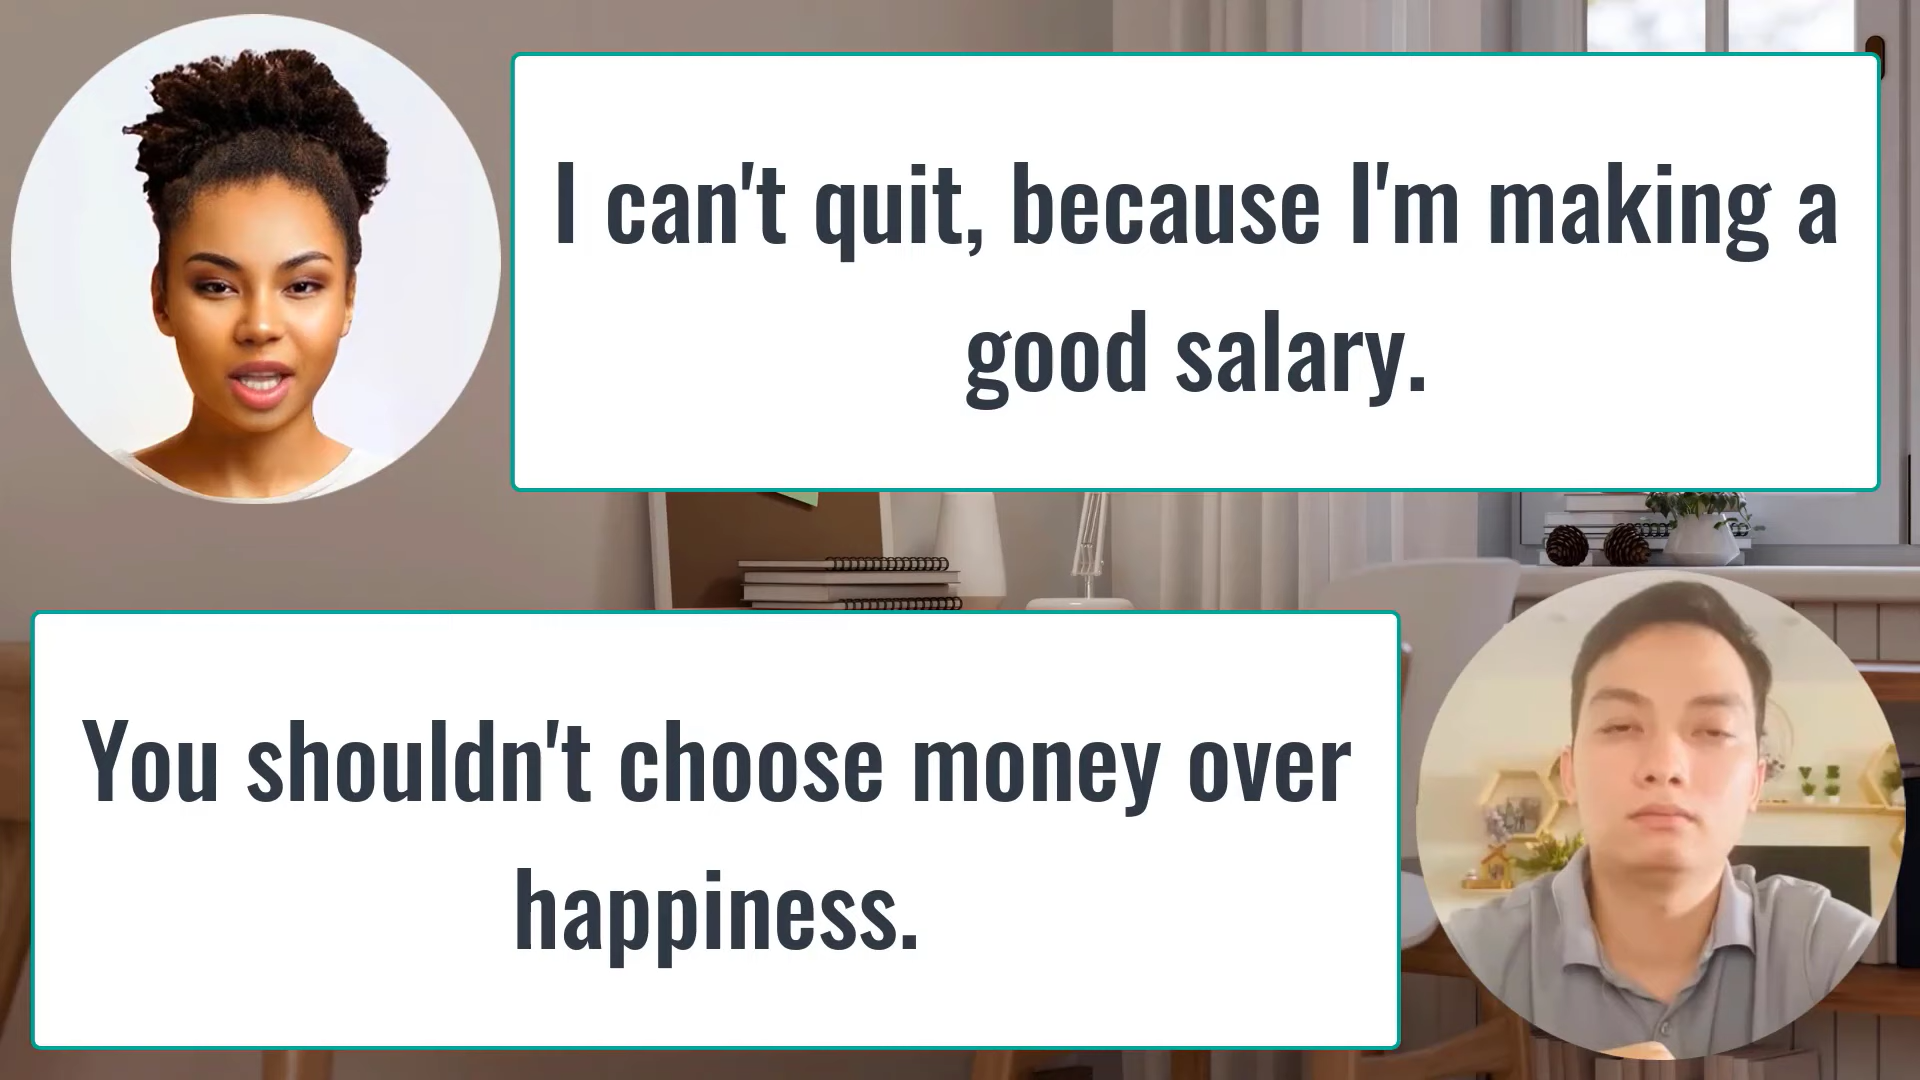 I can't quit, because I'm making a
good salary.
You shouldn't choose money over
happiness.